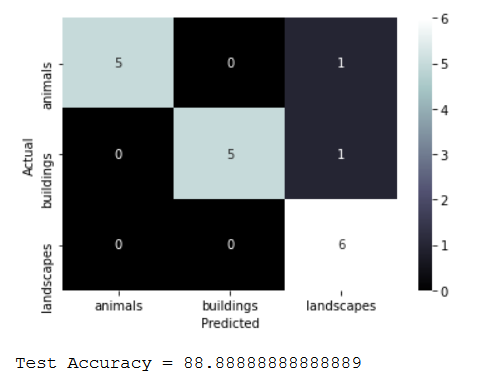 6
animals 5 0 1
5
4
Actual
buildings 0 5 1
3
2
landscapes 0 0 6
1
0
animals buildings landscapes
Predicted
Test Accuracy = 88.88888888888889